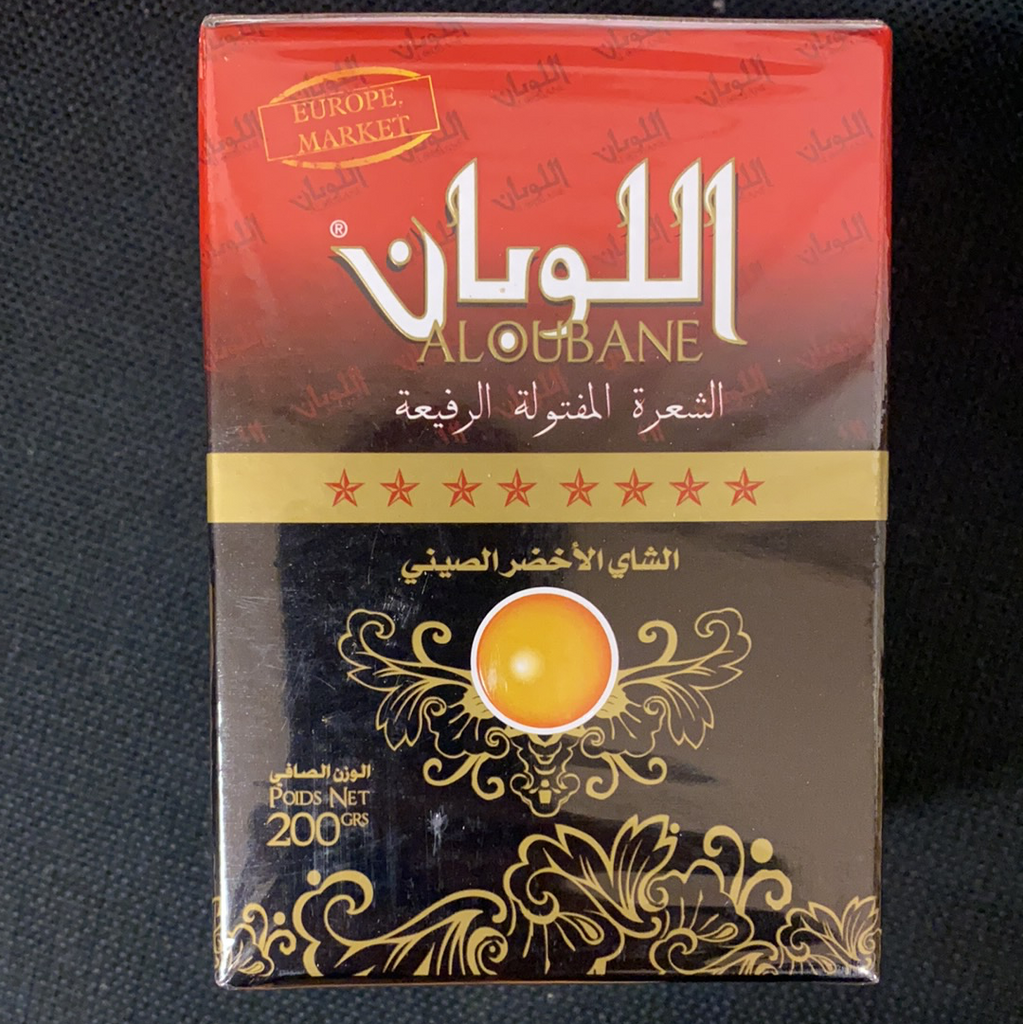 EUROPE
MARKET
اللوبان ®
ALOUBANE
الشعرة المفتولة الرفيعة
الشاي الأخضر الصيني
الوزن الصافي
POIDS NET
200 GRS